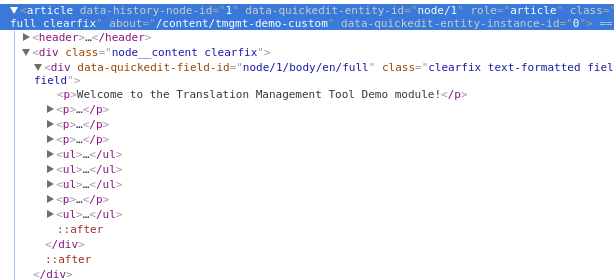 ▼<article data-history-node-id="1" data-quickedit-entity-id="node/1" role="article" class="
full clearfix" about="/content/tmgmt-demo-custom" data-quickedit-entity-instance-id="0"> ==
▶<header>…</header>
▼<div class="node__content clearfix">
▼<div data-quickedit-field-id="node/1/body/en/full" class="clearfix text-formatted fiel
field">
<p>Welcome to the Translation Management Tool Demo module!</p>
▶<p>…</p>
▶<p>…</p>
▶<p>…</p>
▶<ul>…</ul>
▶<ul>…</ul>
▶<ul>…</ul>
▶<p>…</p>
▶<ul>…</ul>
::after
</div>
::after
</div>